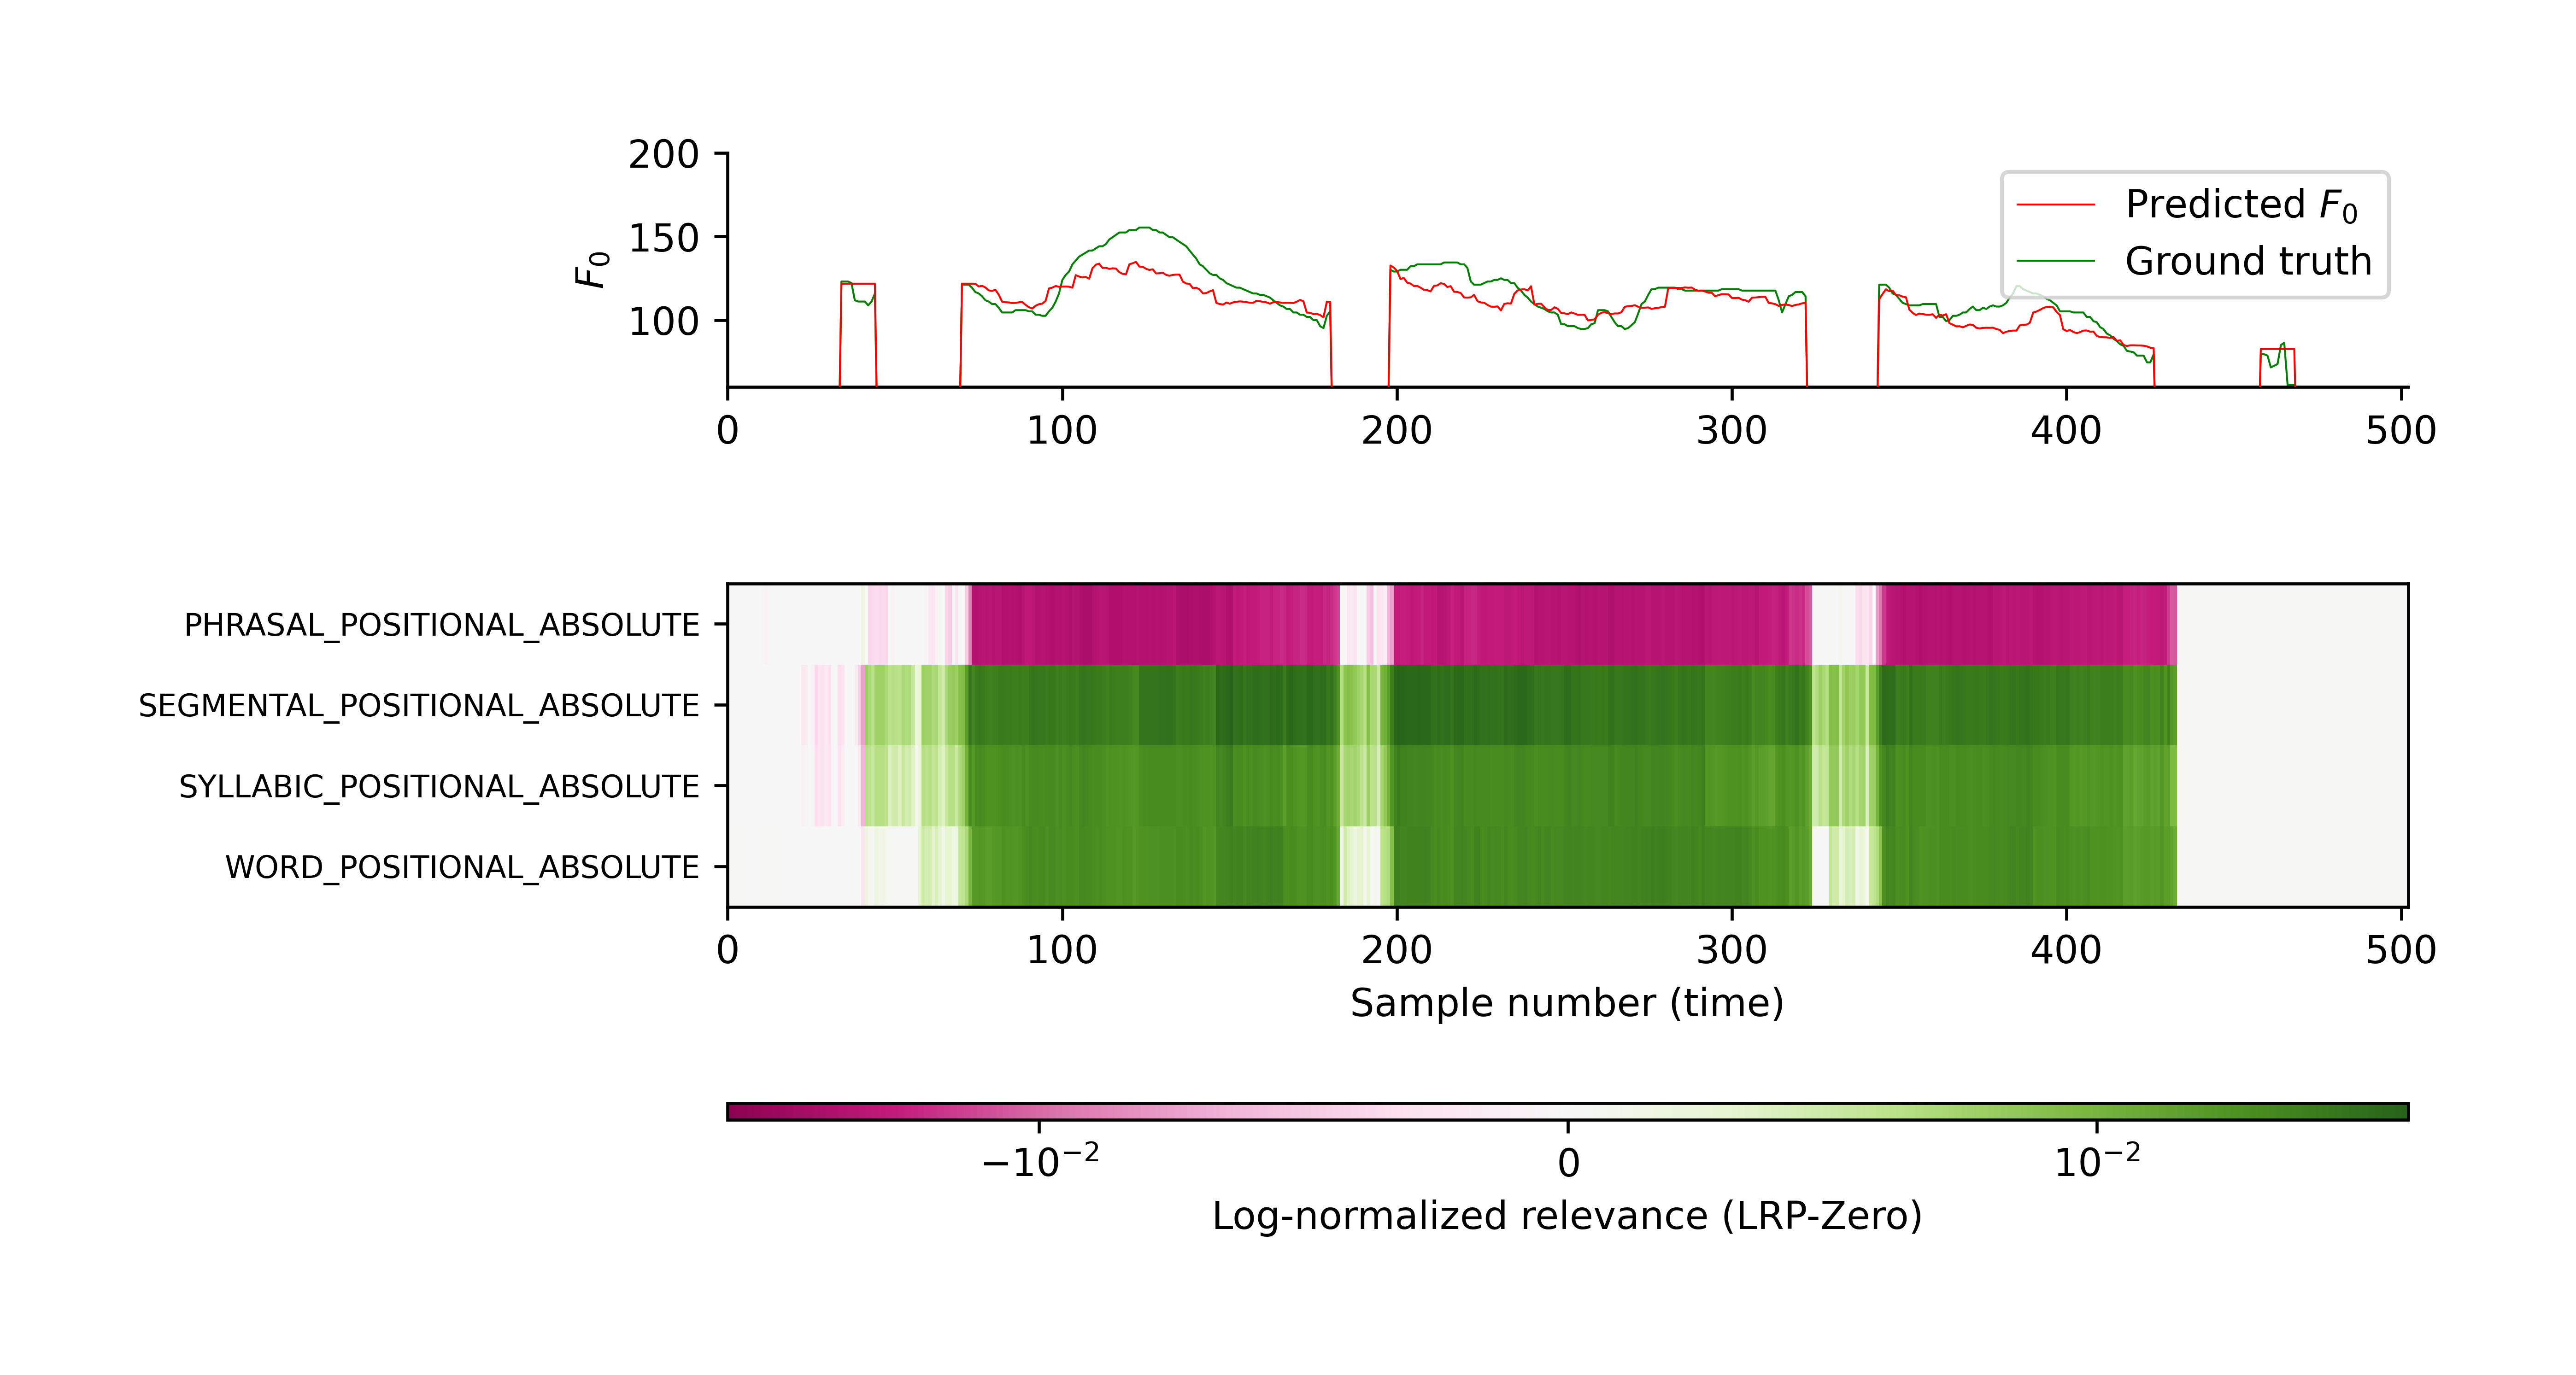 200
150
100
F0
Predicted F0
Ground truth
0 100 200 300 400 500
PHRASAL_POSITIONAL_ABSOLUTE
SEGMENTAL_POSITIONAL_ABSOLUTE
SYLLABIC_POSITIONAL_ABSOLUTE
WORD_POSITIONAL_ABSOLUTE
0 100 200 300 400 500
Sample number (time)
−10−2 0 10−2
Log-normalized relevance (LRP-Zero)